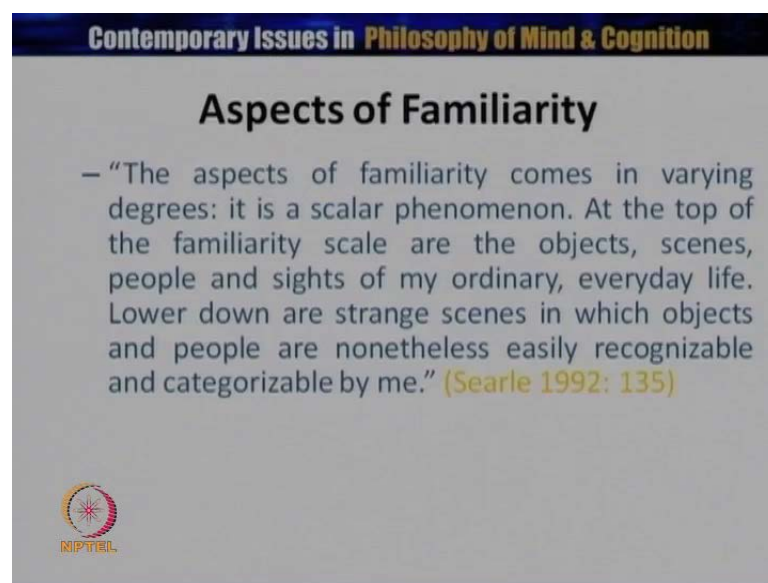 Contemporary Issues in Philosophy of Mind & Cognition
Aspects of Familiarity
– “The aspects of familiarity comes in varying
degrees: it is a scalar phenomenon. At the top of
the familiarity scale are the objects, scenes,
people and sights of my ordinary, everyday life.
Lower down are strange scenes in which objects
and people are nonetheless easily recognizable
and categorizable by me.” (Searle 1992: 135)
NPTEL